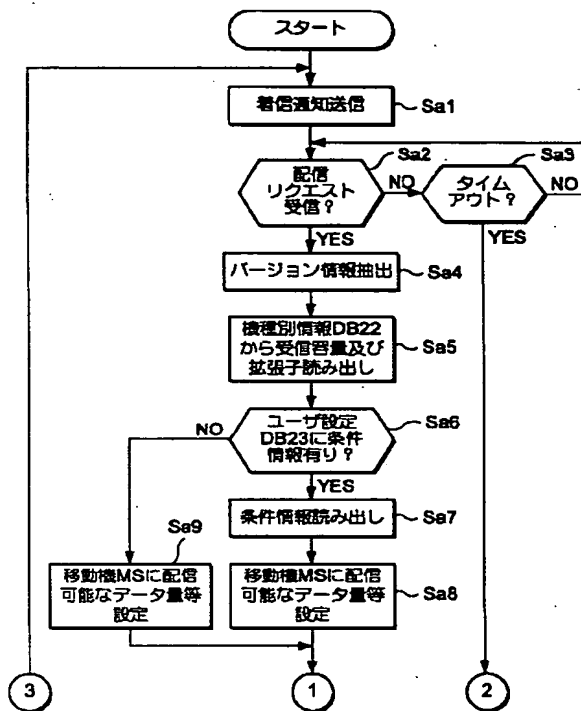 スタート
着信通知送信
Sa1
配信
リクエスト
受信?
Sa2
NO
タイム
アウト?
Sa3
NO
YES
YES
バージョン情報抽出
Sa4
機種別情報DB22
から受信容量及び
拡張子読み出し
Sa5
ユーザ設定
DB23に条件
情報有り?
Sa6
NO
YES
条件情報読み出し
Sa7
Sa9
移動機MSに配信
可能なデータ量等
設定
移動機MSに配信
可能なデータ量等
設定
Sa8
3
1
2